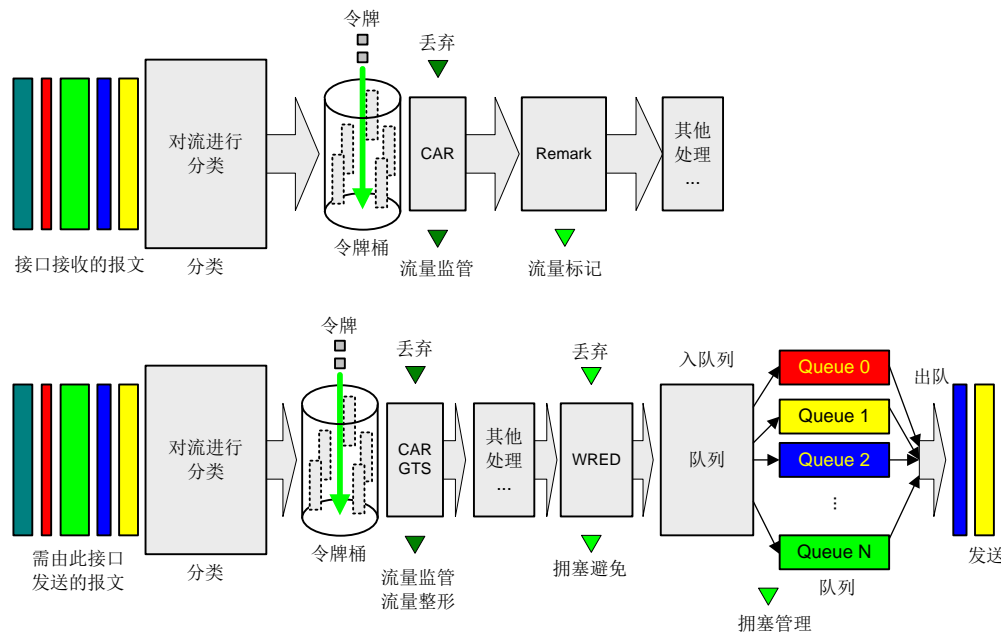 令牌
丢弃
对流进行
分类
CAR
Remark
其他
处理
...
令牌桶
接口接收的报文
分类
流量监管
流量标记
令牌
丢弃
丢弃
入队列
Queue 0
出队
Queue 1
对流进行
分类
CAR
GTS
其他
处理
...
WRED
队列
Queue 2
...
Queue N
令牌桶
需由此接口
发送的报文
分类
流量监管
流量整形
拥塞避免
队列
发送
拥塞管理